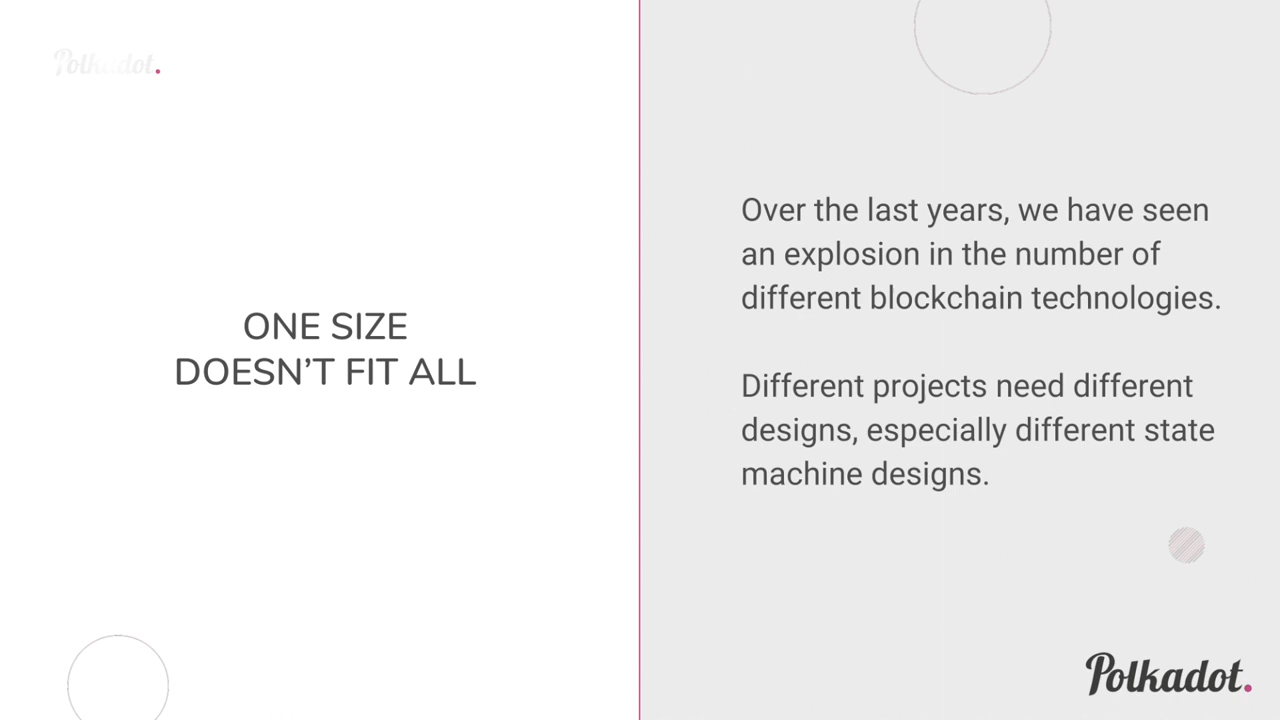 Polkadot.
ONE SIZE
DOESN’T FIT ALL
Over the last years, we have seen
an explosion in the number of
different blockchain technologies.
Different projects need different
designs, especially different state
machine designs.
Polkadot.